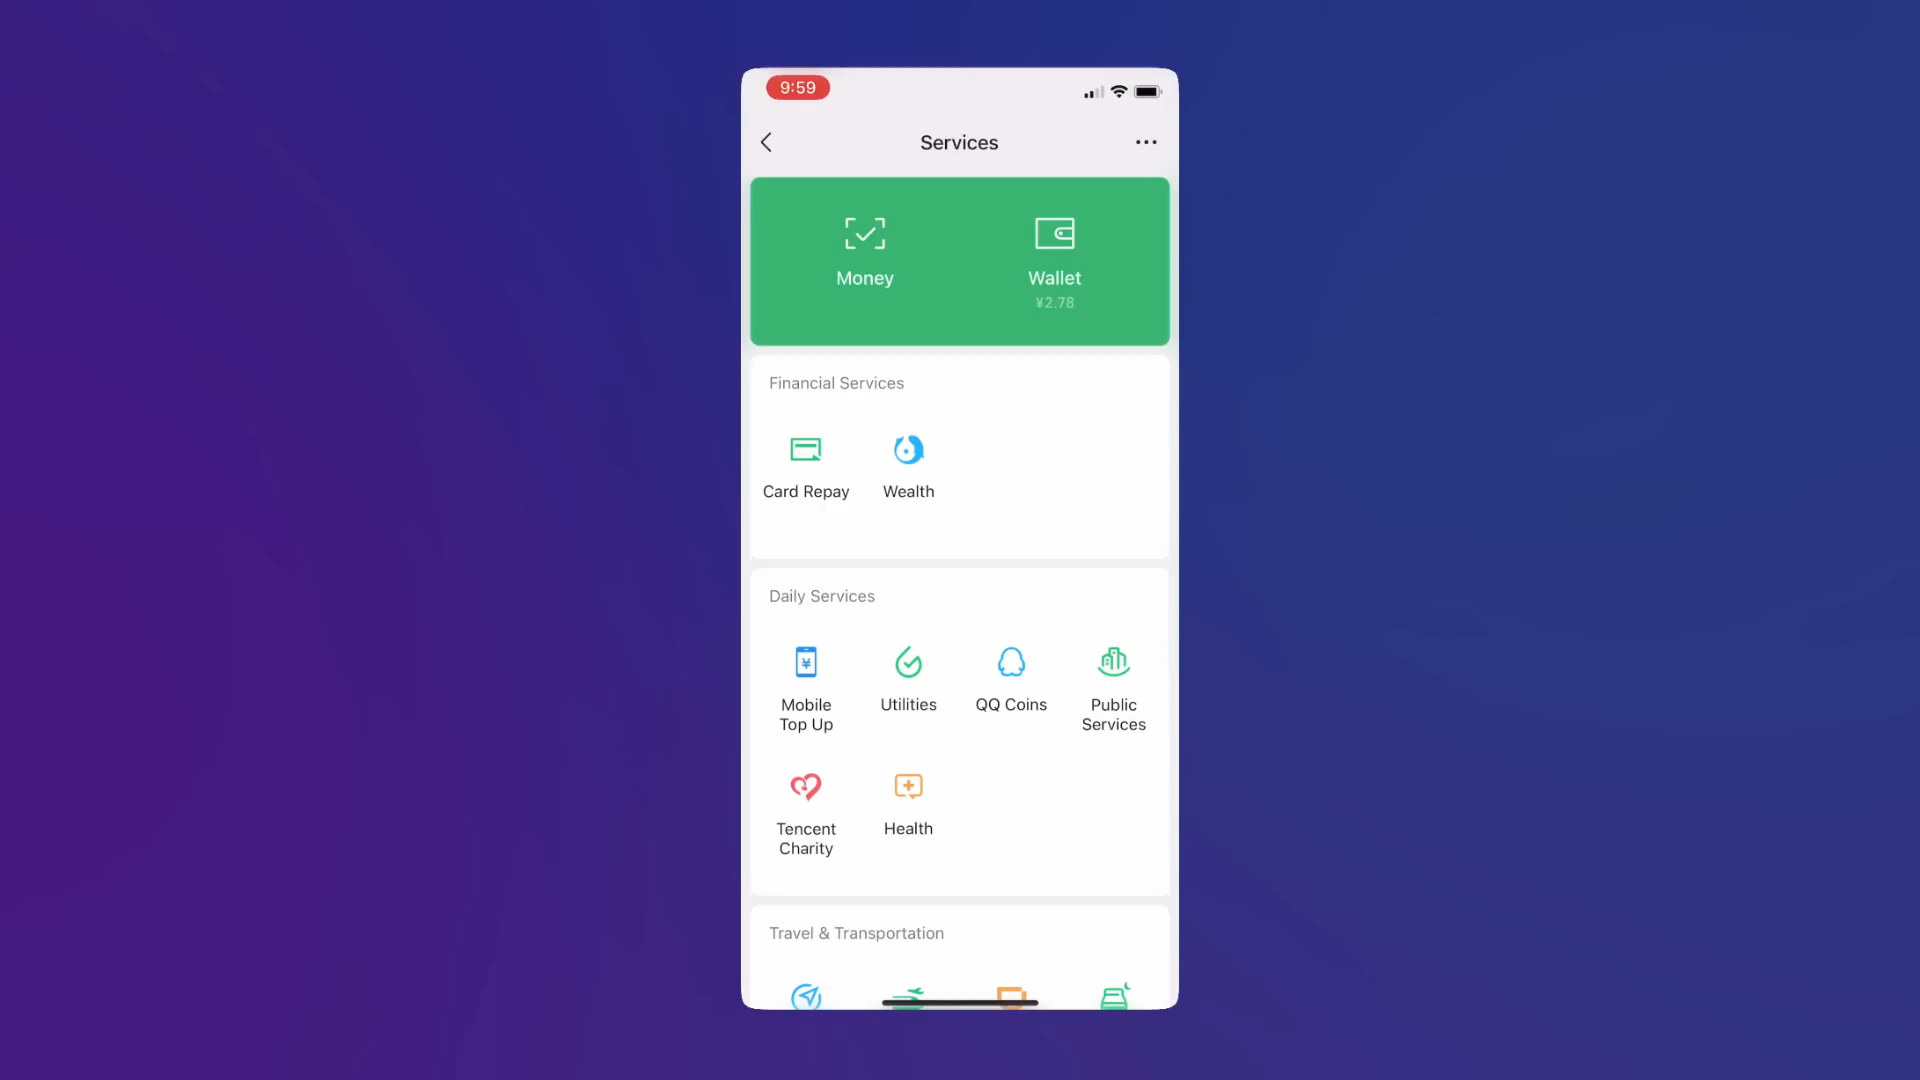 9:59
Services
Money
Wallet
¥2.78
Financial Services
Card Repay
Wealth
Daily Services
Mobile
Top Up
Utilities
QQ Coins
Public
Services
Tencent
Charity
Health
Travel & Transportation